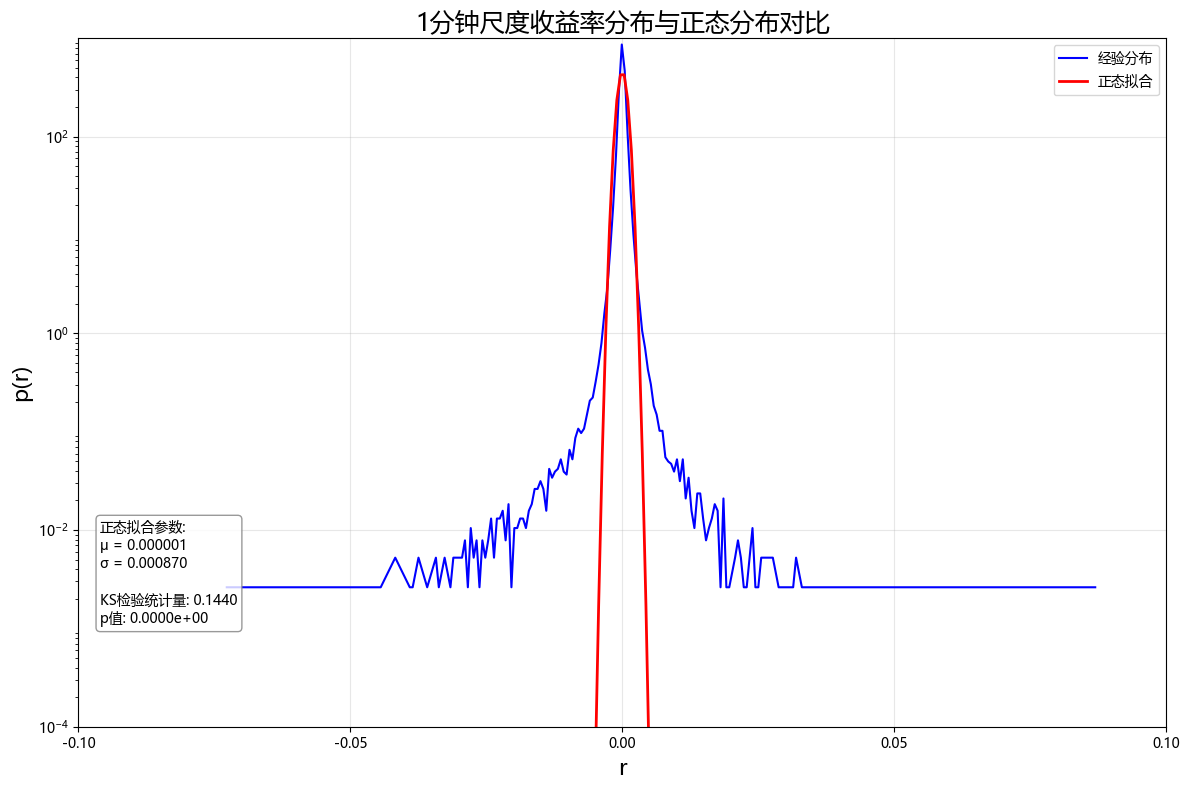 1分钟尺度收益率分布与正态分布对比
经验分布
正态拟合
p(r)
10²
10⁰
10⁻²
10⁻⁴
正态拟合参数:
μ = 0.000001
σ = 0.000870
KS检验统计量: 0.1440
p值: 0.0000e+00
-0.10
-0.05
0.00
0.05
0.10
r